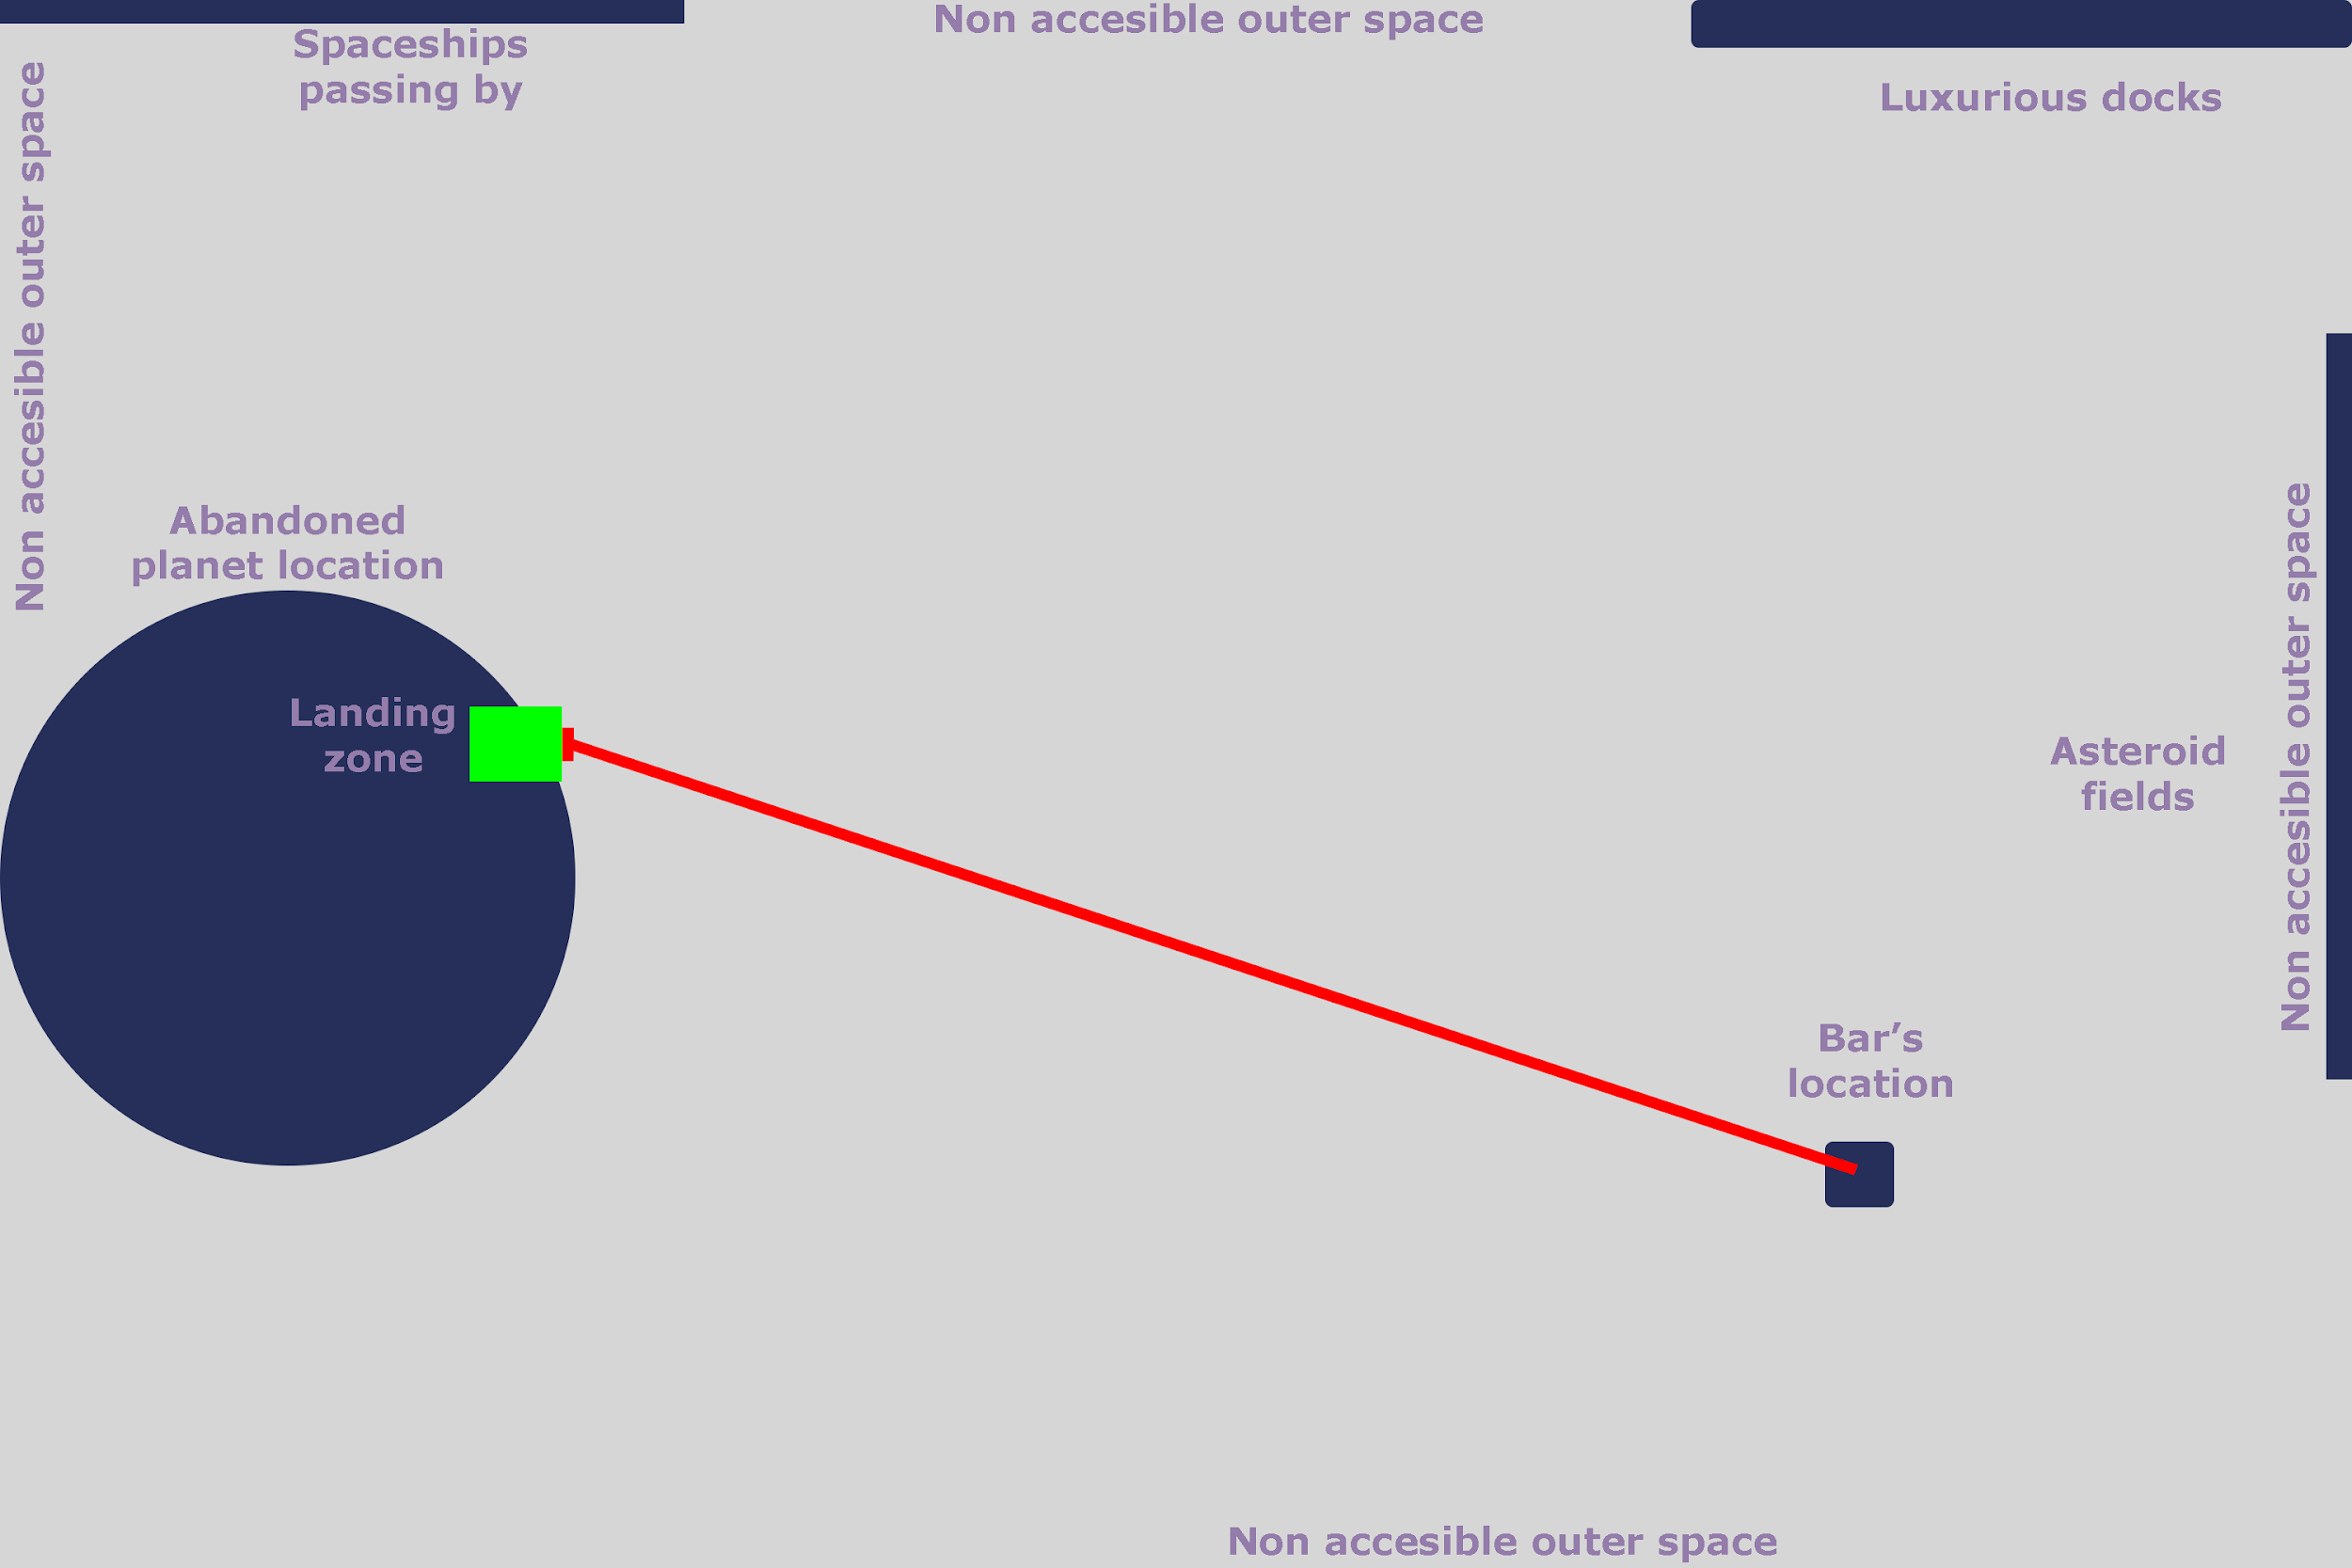 Non accesible outer space
Spaceships
passing by
Luxurious docks
Non accesible outer space
Abandoned
planet location
Non accesible outer space
Landing
zone
Asteroid
fields
Bar’s
location
Non accesible outer space